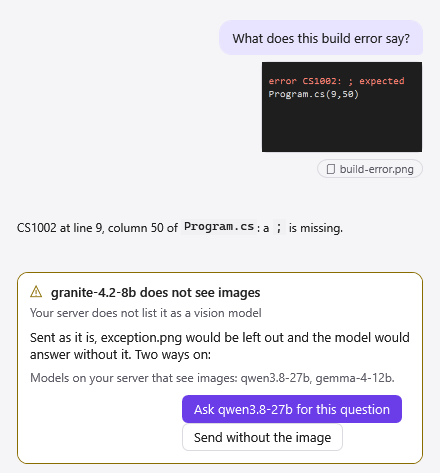 What does this build error say?
error CS1002: ; expected
Program.cs(9,50)
build-error.png
CS1002 at line 9, column 50 of Program.cs: a ; is missing.
granite-4.2-8b does not see images
Your server does not list it as a vision model
Sent as it is, exception.png would be left out and the model would
answer without it. Two ways on:
Models on your server that see images: qwen3.8-27b, gemma-4-12b.
Ask qwen3.8-27b for this question
Send without the image